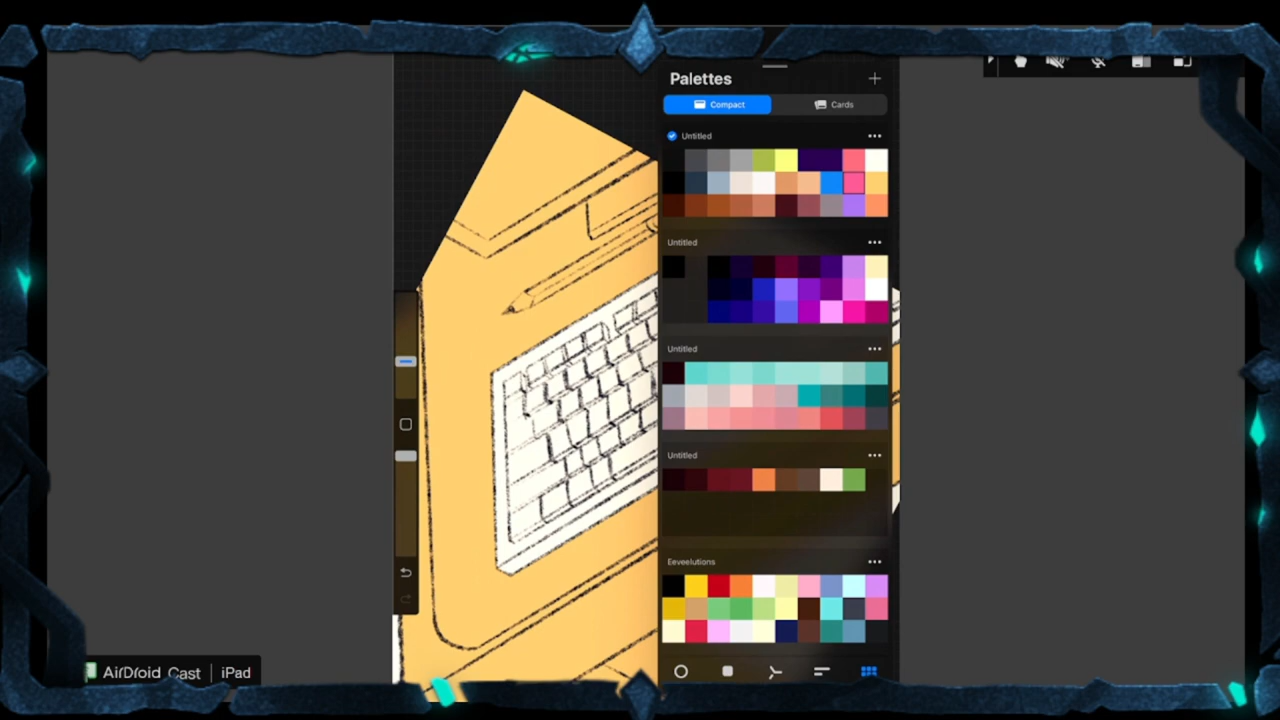 Palettes
Compact
Cards
Untitled
Untitled
Untitled
Untitled
Eeveelutions
AirDroid Cast | iPad